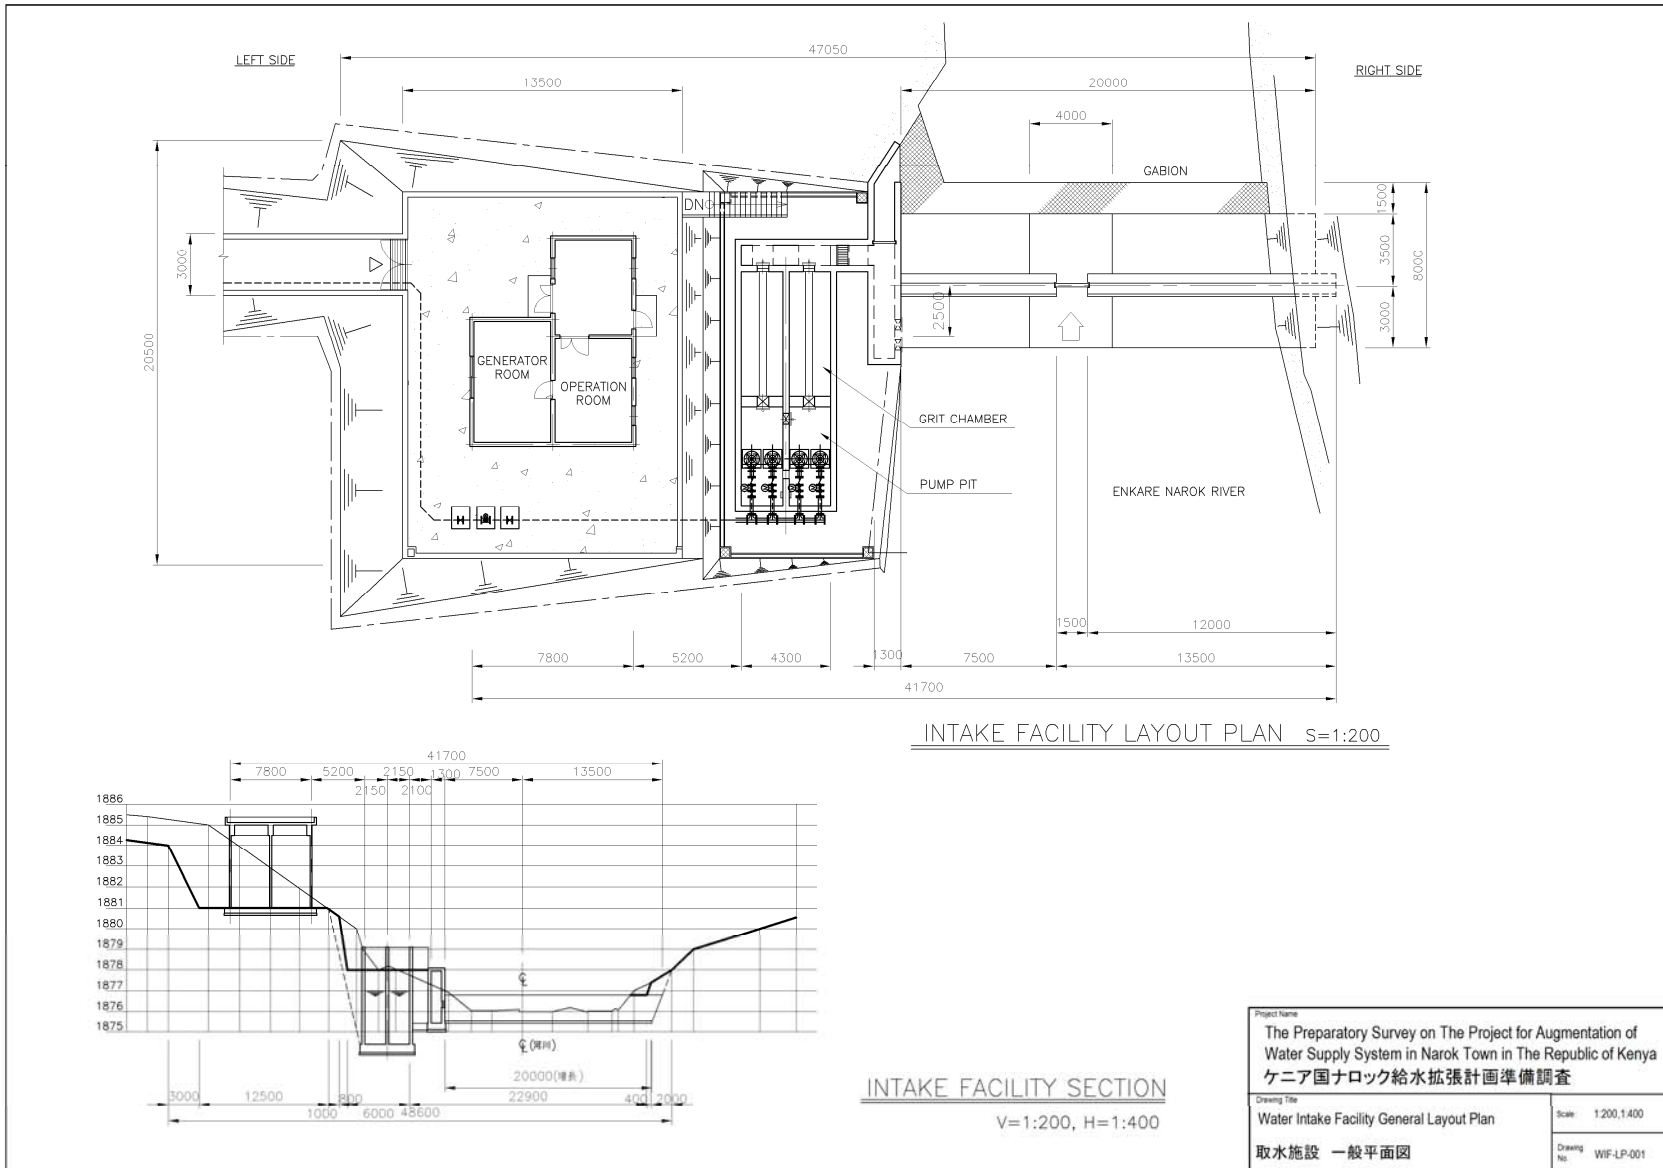 LEFT SIDE
47050
RIGHT SIDE
13500
20000
4000
GABION
1500
DN
3000
3500
8000
2500
3000
20500
GENERATOR
ROOM
OPERATION
ROOM
GRIT CHAMBER
PUMP PIT
ENKARE NAROK RIVER
1500
12000
7800
5200
4300
1300
7500
13500
41700
INTAKE FACILITY LAYOUT PLAN S=1:200
41700
7800
5200
2150
1300
7500
13500
2150
2100
1886
1885
1884
1883
1882
1881
1880
1879
1878
1877
1876
1875
℄
℄(河川)
20000(堰長)
3000
12500
800
22900
400
2000
1000
6000
48600
INTAKE FACILITY SECTION
V=1:200, H=1:400
Project Name
The Preparatory Survey on The Project for Augmentation of
Water Supply System in Narok Town in The Republic of Kenya
ケニア国ナロック給水拡張計画準備調査
Drawing Title
Water Intake Facility General Layout Plan
取水施設 一般平面図
Scale 1:200,1:400
Drawing
No. WIF-LP-001